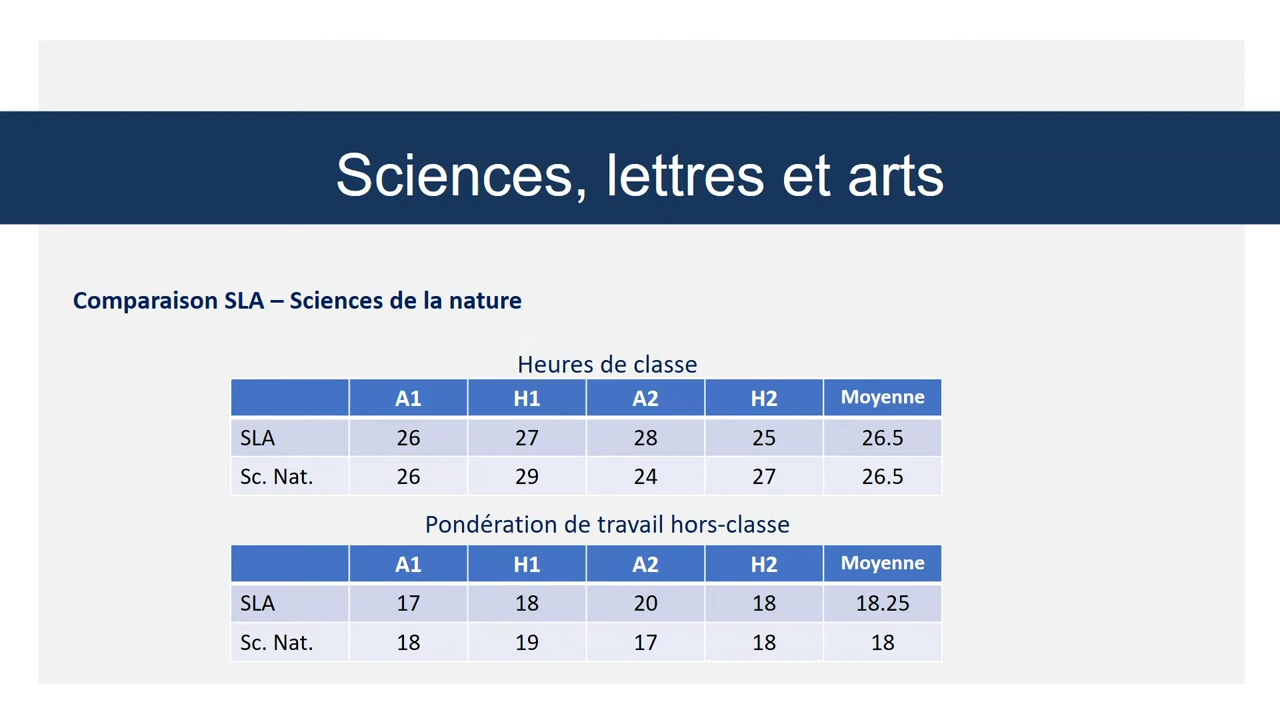 Sciences, lettres et arts
Comparaison SLA – Sciences de la nature
Heures de classe
A1 H1 A2 H2 Moyenne
SLA 26 27 28 25 26.5
Sc. Nat. 26 29 24 27 26.5
Pondération de travail hors-classe
A1 H1 A2 H2 Moyenne
SLA 17 18 20 18 18.25
Sc. Nat. 18 19 17 18 18